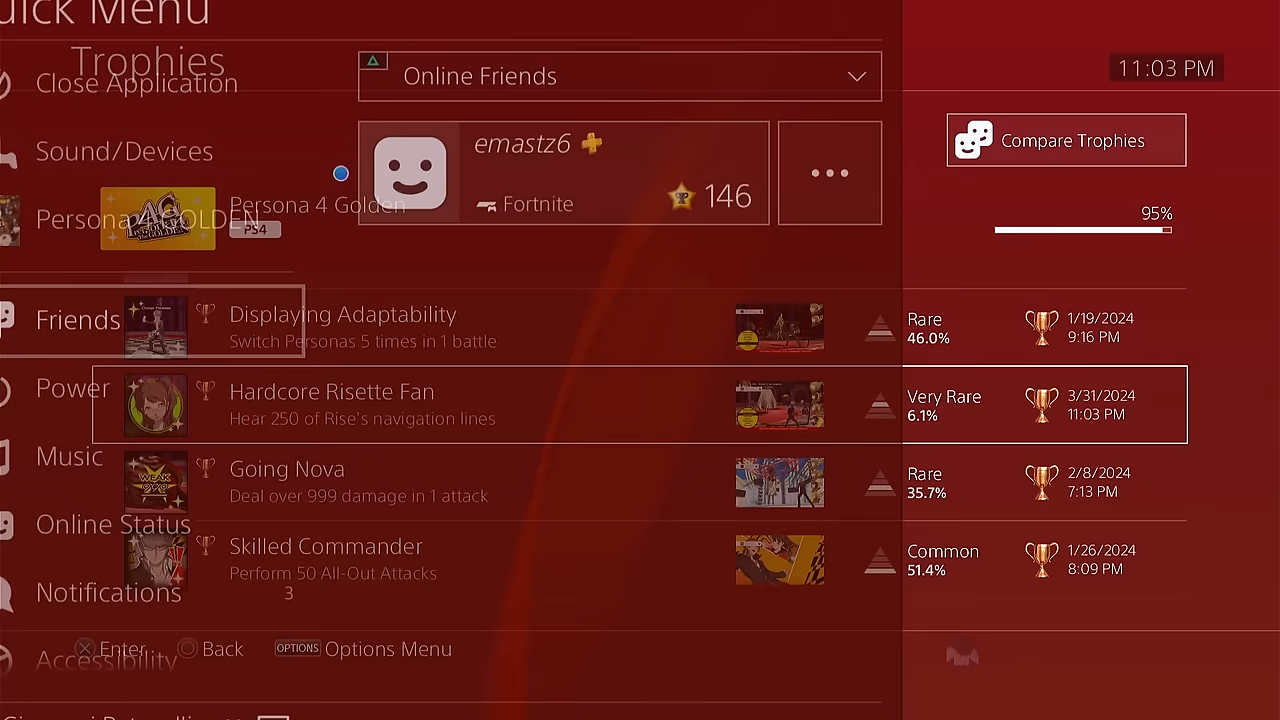 Quick Menu
Trophies
Close Application
Online Friends
11:03 PM
Compare Trophies
Sound/Devices
emastz6
Persona 4 Golden
Persona 4 GOLDEN
PS4
Fortnite
146
95%
Friends
Displaying Adaptability
Switch Personas 5 times in 1 battle
Rare
46.0%
1/19/2024
9:16 PM
Power
Hardcore Risette Fan
Hear 250 of Rise's navigation lines
Very Rare
6.1%
3/31/2024
11:03 PM
Music
Going Nova
Deal over 999 damage in 1 attack
Rare
35.7%
2/8/2024
7:13 PM
Online Status
Skilled Commander
Perform 50 All-Out Attacks
Common
51.4%
1/26/2024
8:09 PM
Notifications
3
Accessibility
Enter
Back
OPTIONS
Options Menu